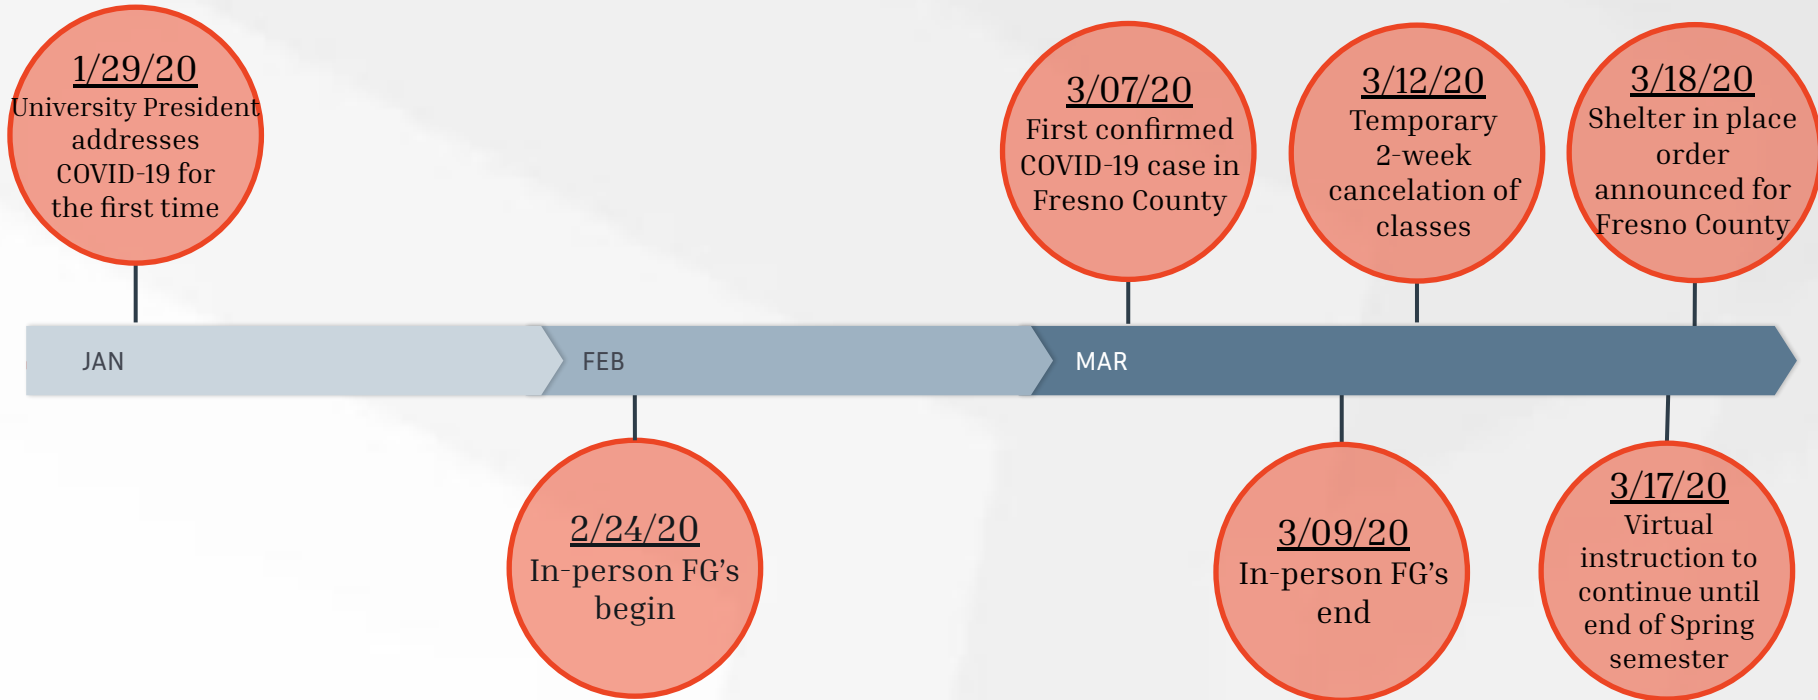 1/29/20
University President
addresses
COVID-19 for
the first time
3/07/20
First confirmed
COVID-19 case in
Fresno County
3/12/20
Temporary
2-week
cancelation of
classes
3/18/20
Shelter in place
order
announced for
Fresno County
JAN
FEB
MAR
2/24/20
In-person FG’s
begin
3/09/20
In-person FG’s
end
3/17/20
Virtual
instruction to
continue until
end of Spring
semester